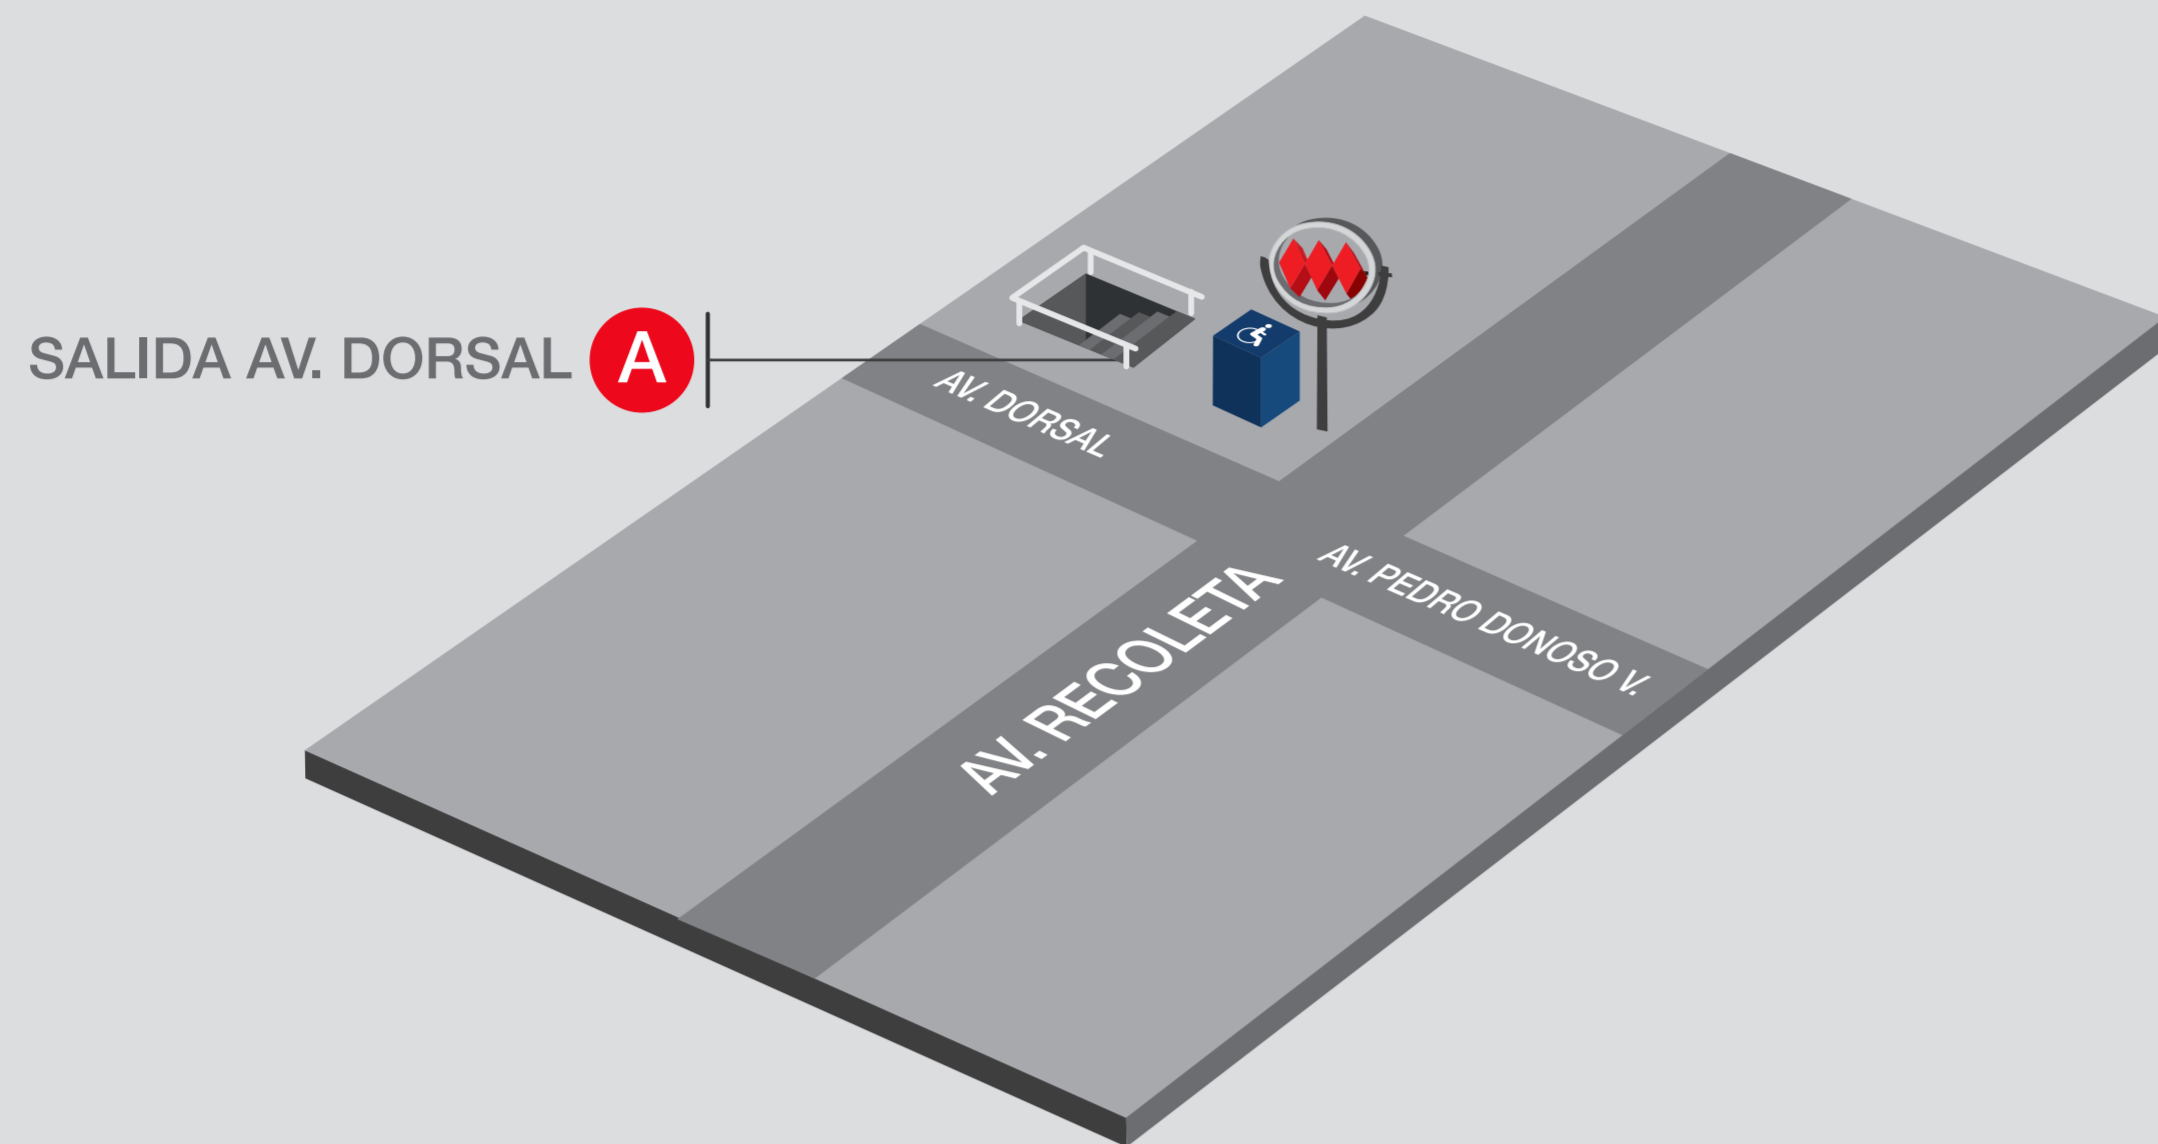 SALIDA AV. DORSAL A
AV. DORSAL
AV. PEDRO DONOSO V.
AV. RECOLETA